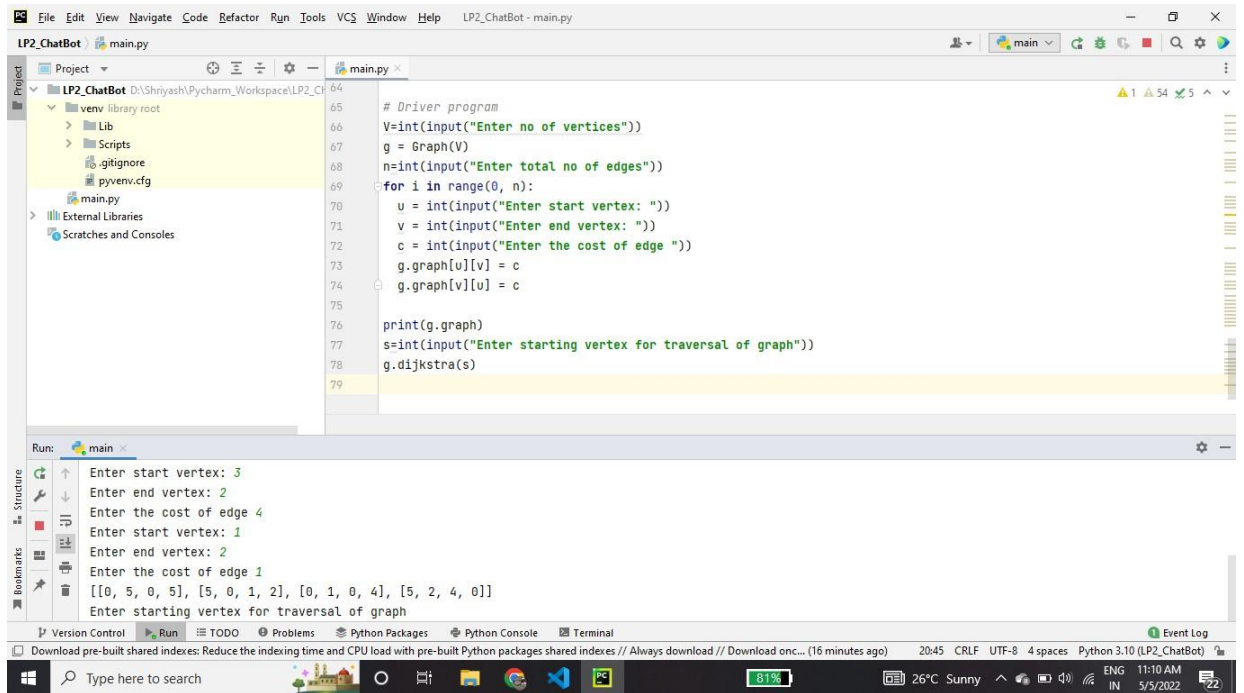 File Edit View Navigate Code Refactor Run Tools VCS Window Help LP2_ChatBot - main.py
LP2_ChatBot main.py main
Project main.py
LP2_ChatBot D:\Shriyash\Pycharm_Workspace\LP2_Ch
venv library root
Lib
Scripts
.gitignore
pyvenv.cfg
main.py
External Libraries
Scratches and Consoles
1 54 5
64
65 # Driver program
66 V=int(input("Enter no of vertices"))
67 g = Graph(V)
68 n=int(input("Enter total no of edges"))
69 for i in range(0, n):
70 u = int(input("Enter start vertex: "))
71 v = int(input("Enter end vertex: "))
72 c = int(input("Enter the cost of edge "))
73 g.graph[u][v] = c
74 g.graph[v][u] = c
75
76 print(g.graph)
77 s=int(input("Enter starting vertex for traversal of graph"))
78 g.dijkstra(s)
79
Project
Structure
Bookmarks
Run: main
Enter start vertex: 3
Enter end vertex: 2
Enter the cost of edge 4
Enter start vertex: 1
Enter end vertex: 2
Enter the cost of edge 1
[[0, 5, 0, 5], [5, 0, 1, 2], [0, 1, 0, 4], [5, 2, 4, 0]]
Enter starting vertex for traversal of graph
Version Control Run TODO Problems Python Packages Python Console Terminal 1 Event Log
Download pre-built shared indexes: Reduce the indexing time and CPU load with pre-built Python packages shared indexes // Always download // Download onc... (16 minutes ago) 20:45 CRLF UTF-8 4 spaces Python 3.10 (LP2_ChatBot)
Type here to search 81% 26°C Sunny ENG 11:10 AM
IN 5/5/2022 22